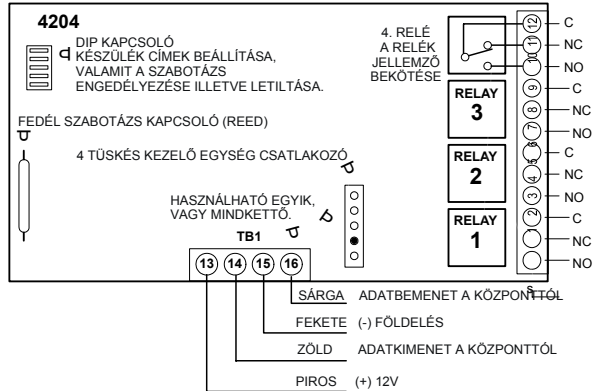 4204
DIP KAPCSOLÓ
KÉSZÜLÉK CÍMEK BEÁLLÍTÁSA,
VALAMIT A SZABOTÁZS
ENGEDÉLYEZÉSE ILLETVE LETILTÁSA.
FEDÉL SZABOTÁZS KAPCSOLÓ (REED)
4 TÜSKÉS KEZELŐ EGYSÉG CSATLAKOZÓ
HASZNÁLHATÓ EGYIK,
VAGY MINDKETTŐ.
TB1
13 14 15 16
4. RELÉ
A RELÉK
JELLEMZŐ
BEKÖTÉSE
RELAY
3
RELAY
2
RELAY
1
12 C
11 NC
10 NO
9 C
8 NC
7 NO
6 C
5
4 NC
3 NO
2 C
1 NC
NO
SÁRGA ADATBEMENET A KÖZPONTTÓL
FEKETE (-) FÖLDELÉS
ZÖLD ADATKIMENET A KÖZPONTTÓL
PIROS (+) 12V